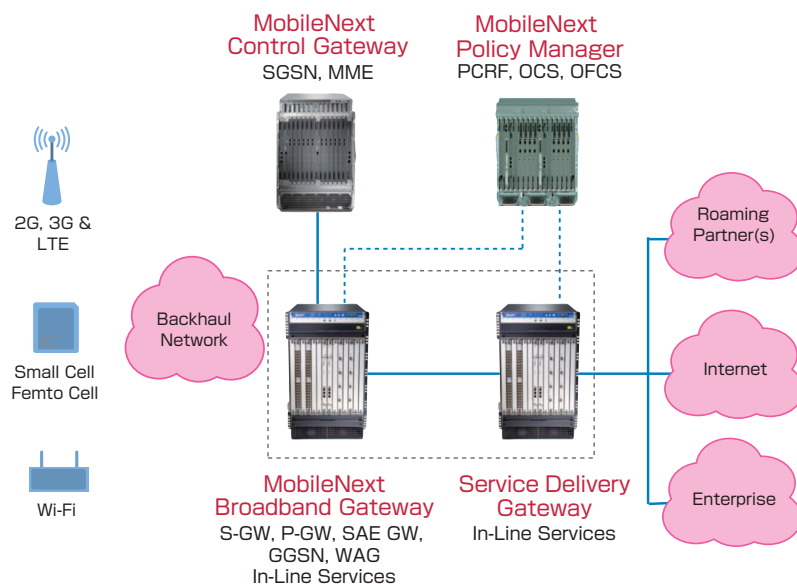 MobileNext
Control Gateway
SGSN, MME
MobileNext
Policy Manager
PCRF, OCS, OFCS
2G, 3G &
LTE
Small Cell
Femto Cell
Wi-Fi
Backhaul
Network
Roaming
Partner(s)
Internet
Enterprise
MobileNext
Broadband Gateway
S-GW, P-GW, SAE GW,
GGSN, WAG
In-Line Services
Service Delivery
Gateway
In-Line Services